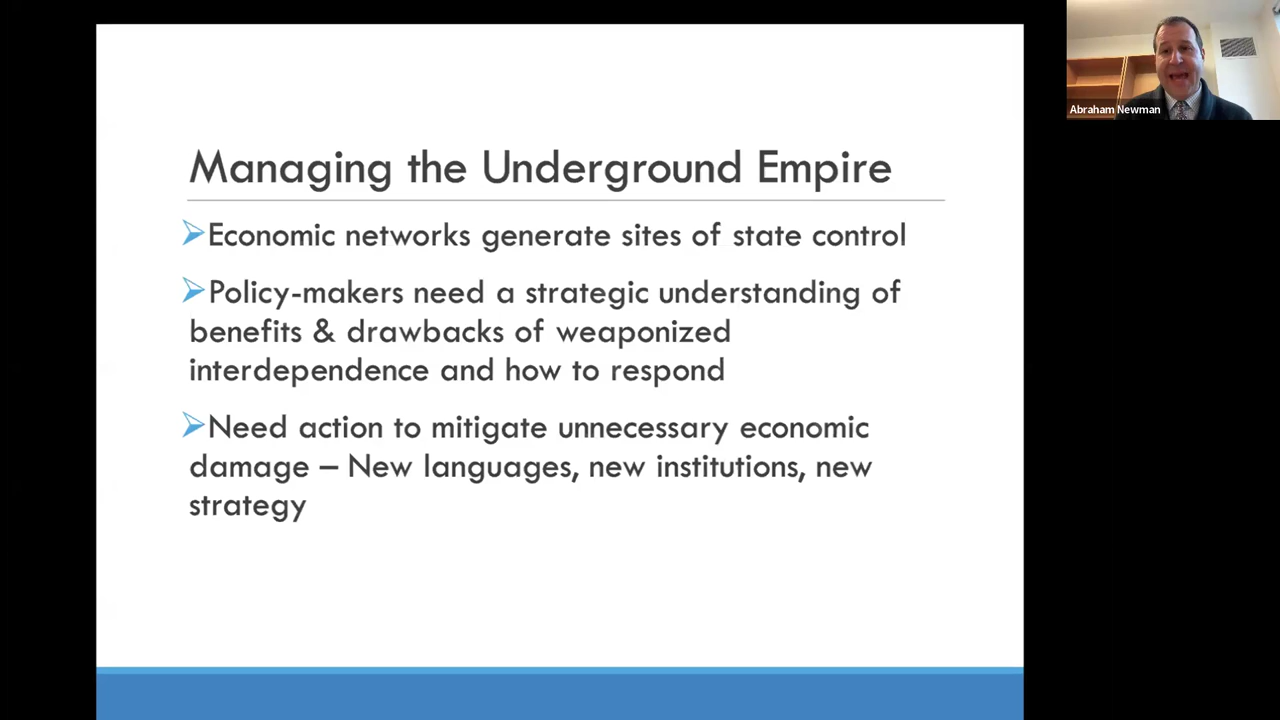 Managing the Underground Empire
➢Economic networks generate sites of state control
➢Policy-makers need a strategic understanding of
benefits & drawbacks of weaponized
interdependence and how to respond
➢Need action to mitigate unnecessary economic
damage – New languages, new institutions, new
strategy
Abraham Newman